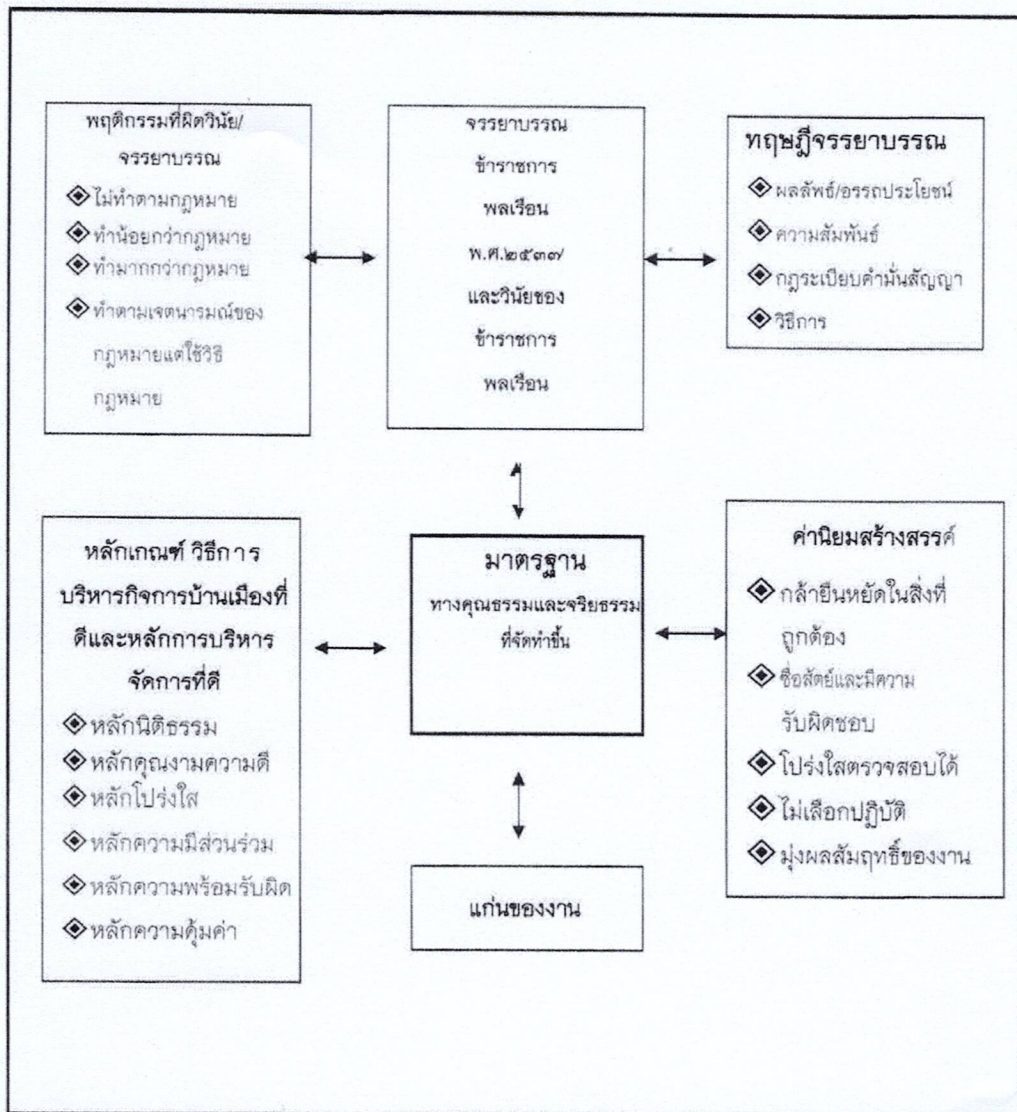 พฤติกรรมที่ผิดวินัย/
จรรยาบรรณ
ไม่ทำตามกฎหมาย
ทำน้อยกว่ากฎหมาย
ทำมากกว่ากฎหมาย
ทำตามเจตนารมณ์ของ
กฎหมายแต่ใช้วิธี
กฎหมาย
จรรยาบรรณ
ข้าราชการ
พลเรือน
พ.ศ.๒๕๓๗
และวินัยของ
ข้าราชการ
พลเรือน
ทฤษฎีจรรยาบรรณ
ผลลัพธ์/อรรถประโยชน์
ความสัมพันธ์
กฎระเบียบคำมั่นสัญญา
วิธีการ
หลักเกณฑ์ วิธีการ
บริหารกิจการบ้านเมืองที่
ดีและหลักการบริหาร
จัดการที่ดี
หลักนิติธรรม
หลักคุณงามความดี
หลักโปร่งใส
หลักความมีส่วนร่วม
หลักความพร้อมรับผิด
หลักความคุ้มค่า
มาตรฐาน
ทางคุณธรรมและจริยธรรม
ที่จัดทำขึ้น
ค่านิยมสร้างสรรค์
กล้ายืนหยัดในสิ่งที่
ถูกต้อง
ซื่อสัตย์และมีความ
รับผิดชอบ
โปร่งใสตรวจสอบได้
ไม่เลือกปฏิบัติ
มุ่งผลสัมฤทธิ์ของงาน
แก่นของงาน